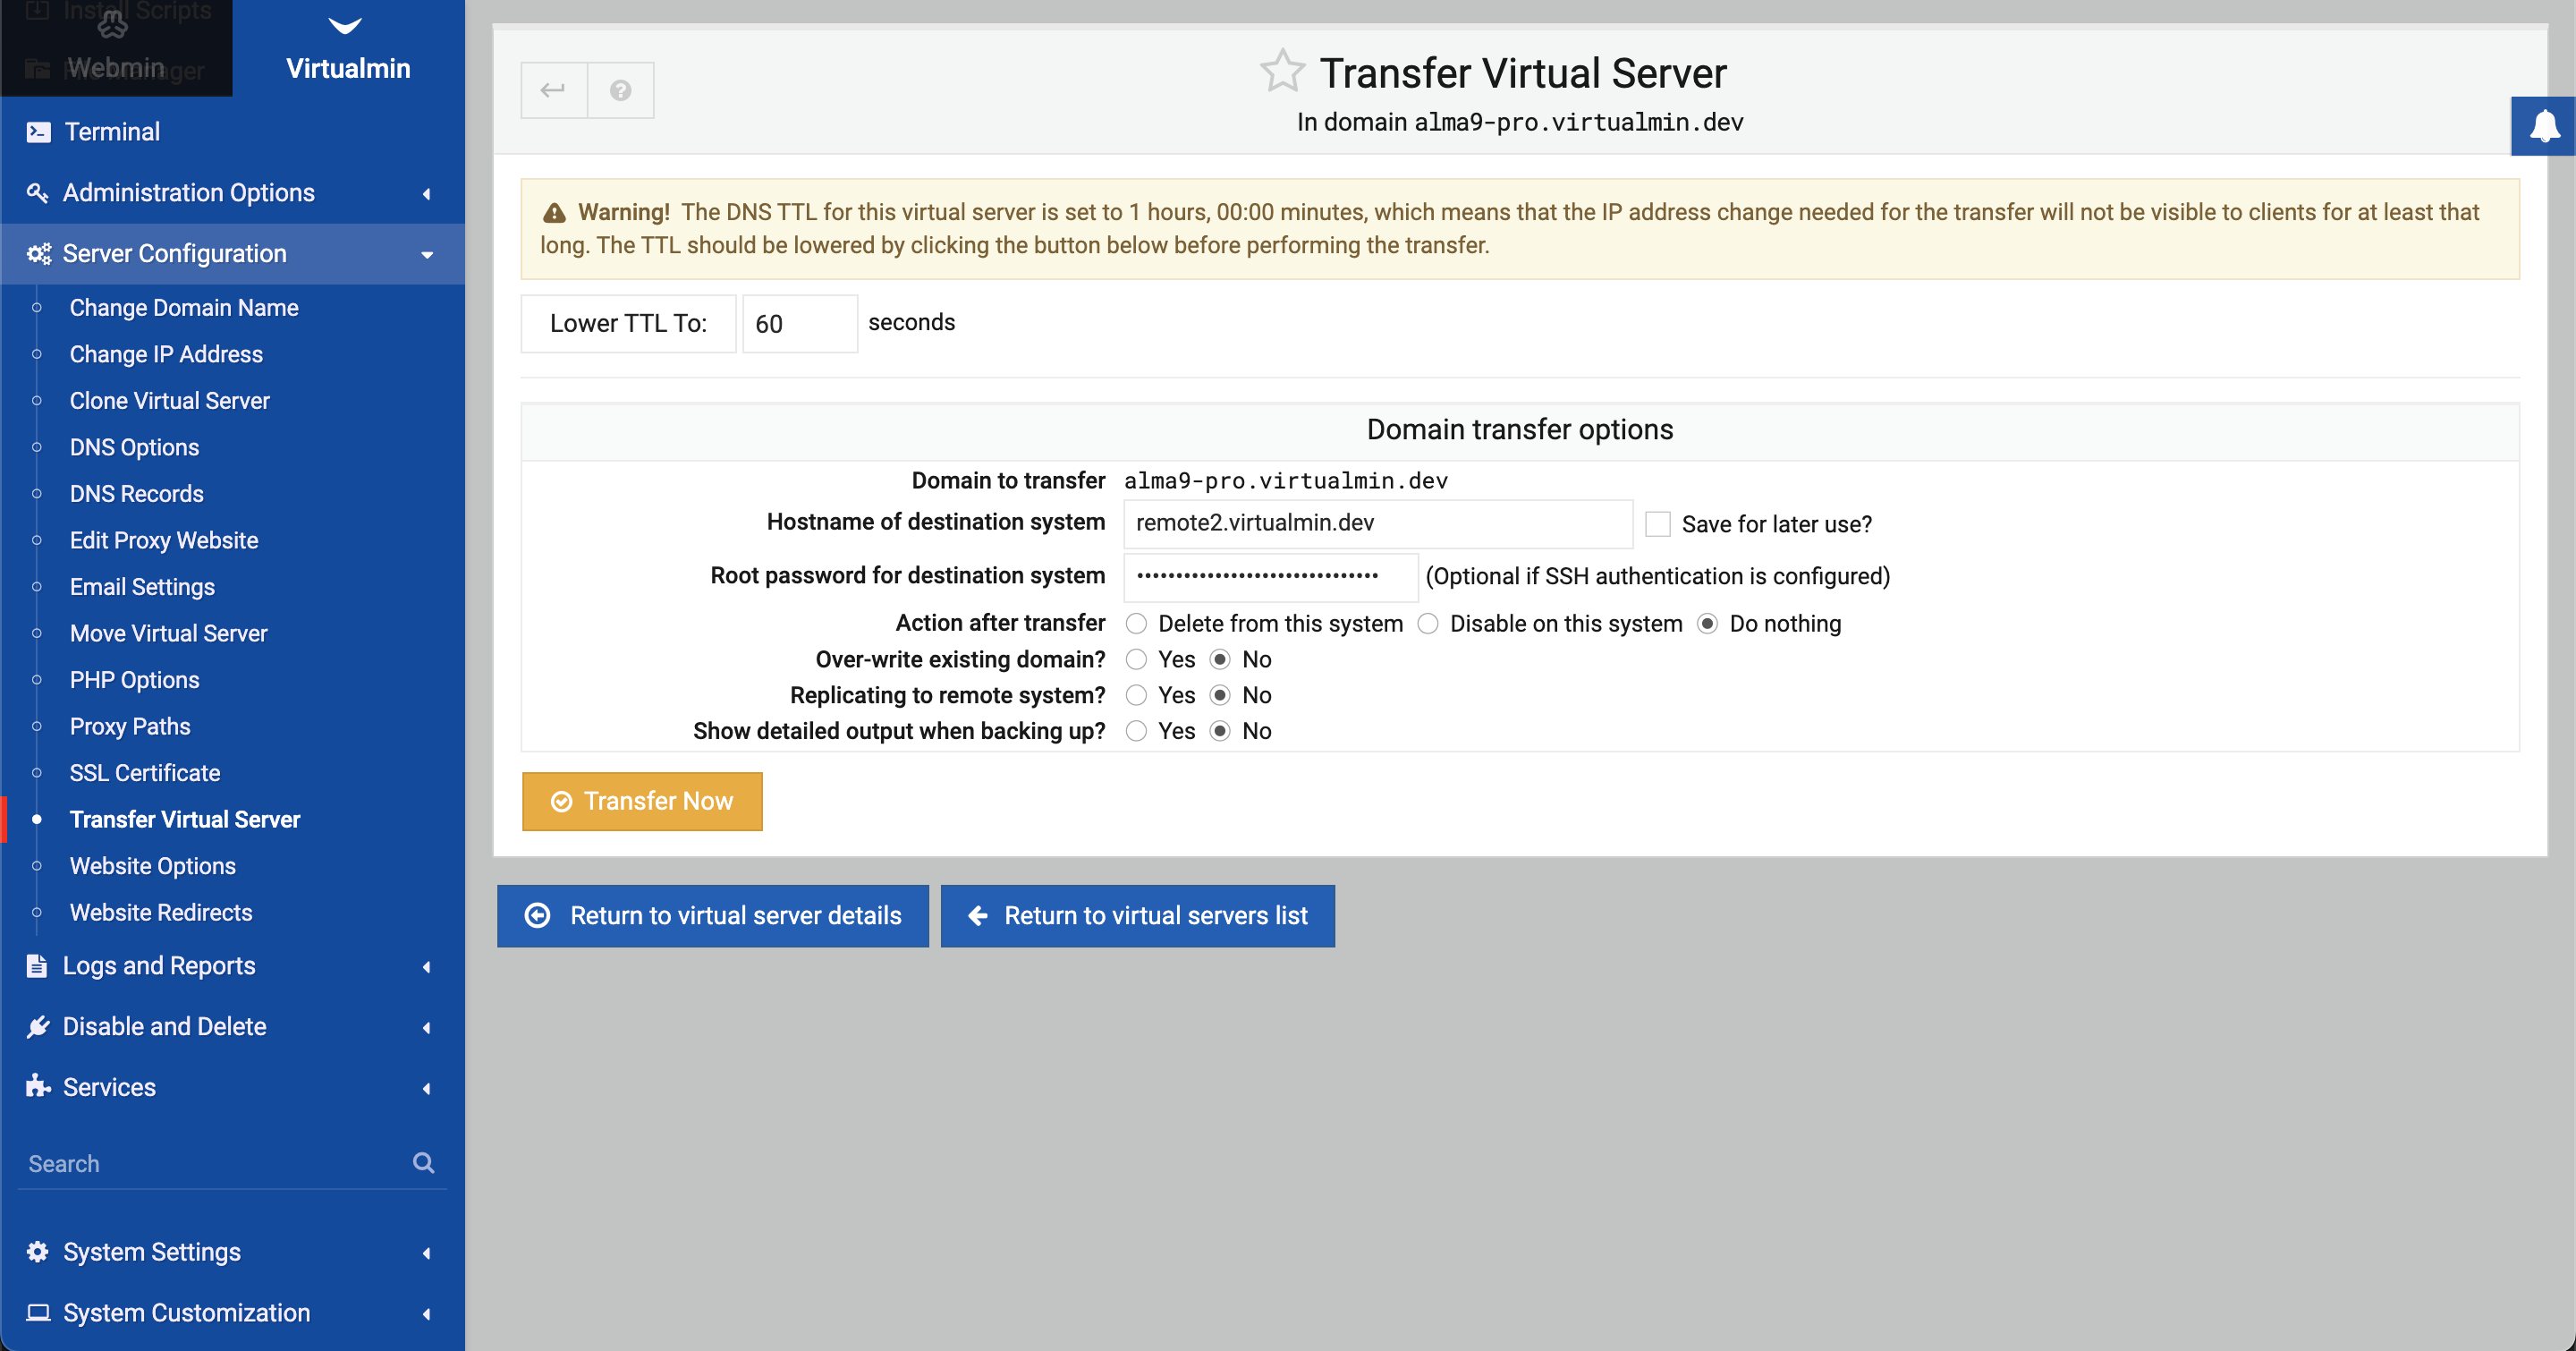 Install Scripts
Webmin
File Manager
Virtualmin
Terminal
Administration Options
Server Configuration
Change Domain Name
Change IP Address
Clone Virtual Server
DNS Options
DNS Records
Edit Proxy Website
Email Settings
Move Virtual Server
PHP Options
Proxy Paths
SSL Certificate
Transfer Virtual Server
Website Options
Website Redirects
Logs and Reports
Disable and Delete
Services
Search
System Settings
System Customization
Transfer Virtual Server
In domain alma9-pro.virtualmin.dev
Warning! The DNS TTL for this virtual server is set to 1 hours, 00:00 minutes, which means that the IP address change needed for the transfer will not be visible to clients for at least that
long. The TTL should be lowered by clicking the button below before performing the transfer.
Lower TTL To: 60 seconds
Domain transfer options
Domain to transfer alma9-pro.virtualmin.dev
Hostname of destination system remote2.virtualmin.dev Save for later use?
Root password for destination system ••••••••••••••••••••••••••••••• (Optional if SSH authentication is configured)
Action after transfer Delete from this system Disable on this system Do nothing
Over-write existing domain? Yes No
Replicating to remote system? Yes No
Show detailed output when backing up? Yes No
Transfer Now
Return to virtual server details Return to virtual servers list